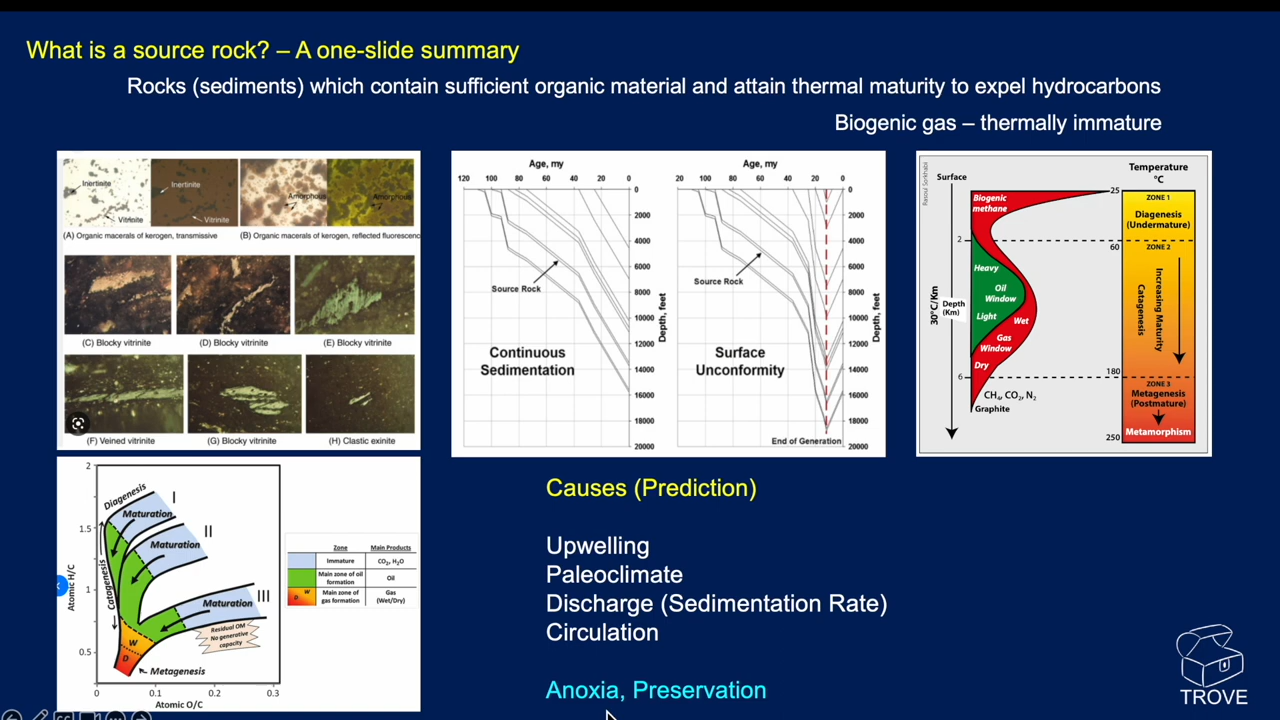 What is a source rock? – A one-slide summary
Rocks (sediments) which contain sufficient organic material and attain thermal maturity to expel hydrocarbons
Biogenic gas – thermally immature
Inertinite
Vitrinite
Inertinite
Vitrinite
Amorphous
Amorphous
(A) Organic macerals of kerogen, transmissive
(B) Organic macerals of kerogen, reflected fluorescenc
(C) Blocky vitrinite
(D) Blocky vitrinite
(E) Blocky vitrinite
(F) Veined vitrinite
(G) Blocky vitrinite
(H) Clastic exinite
Age, my
120 100 80 60 40 20 0
0
2000
4000
6000
8000
10000
12000
14000
16000
18000
20000
Depth, feet
Source Rock
Continuous
Sedimentation
Age, my
20 100 80 60 40 20 0
0
2000
4000
6000
8000
10000
12000
14000
16000
18000
20000
Depth, feet
Source Rock
Surface
Unconformity
End of Generation
Rasoul Sorkhabi
Surface
Temperature
°C
Biogenic
methane
25
ZONE 1
Diagenesis
(Undermature)
2
60
ZONE 2
Heavy
Oil
Window
Light
Wet
Gas
Window
Dry
30°C/Km
Depth
(Km)
Catagenesis
Increasing Maturity
6
180
ZONE 3
Metagenesis
(Postmature)
CH₄, CO₂, N₂
Graphite
Metamorphism
250
2
1.5
1
0.5
Atomic H/C
0 0.1 0.2 0.3
Atomic O/C
Diagenesis
I
Maturation
II
Maturation
III
Maturation
Catagenesis
Residual OM
No generative
capacity
W
D
Metagenesis
Zone Main Products
Immature CO₂, H₂O
Main zone of oil
formation
Oil
D W
Main zone of
gas formation
Gas
(Wet/Dry)
Causes (Prediction)
Upwelling
Paleoclimate
Discharge (Sedimentation Rate)
Circulation
Anoxia, Preservation
TROVE